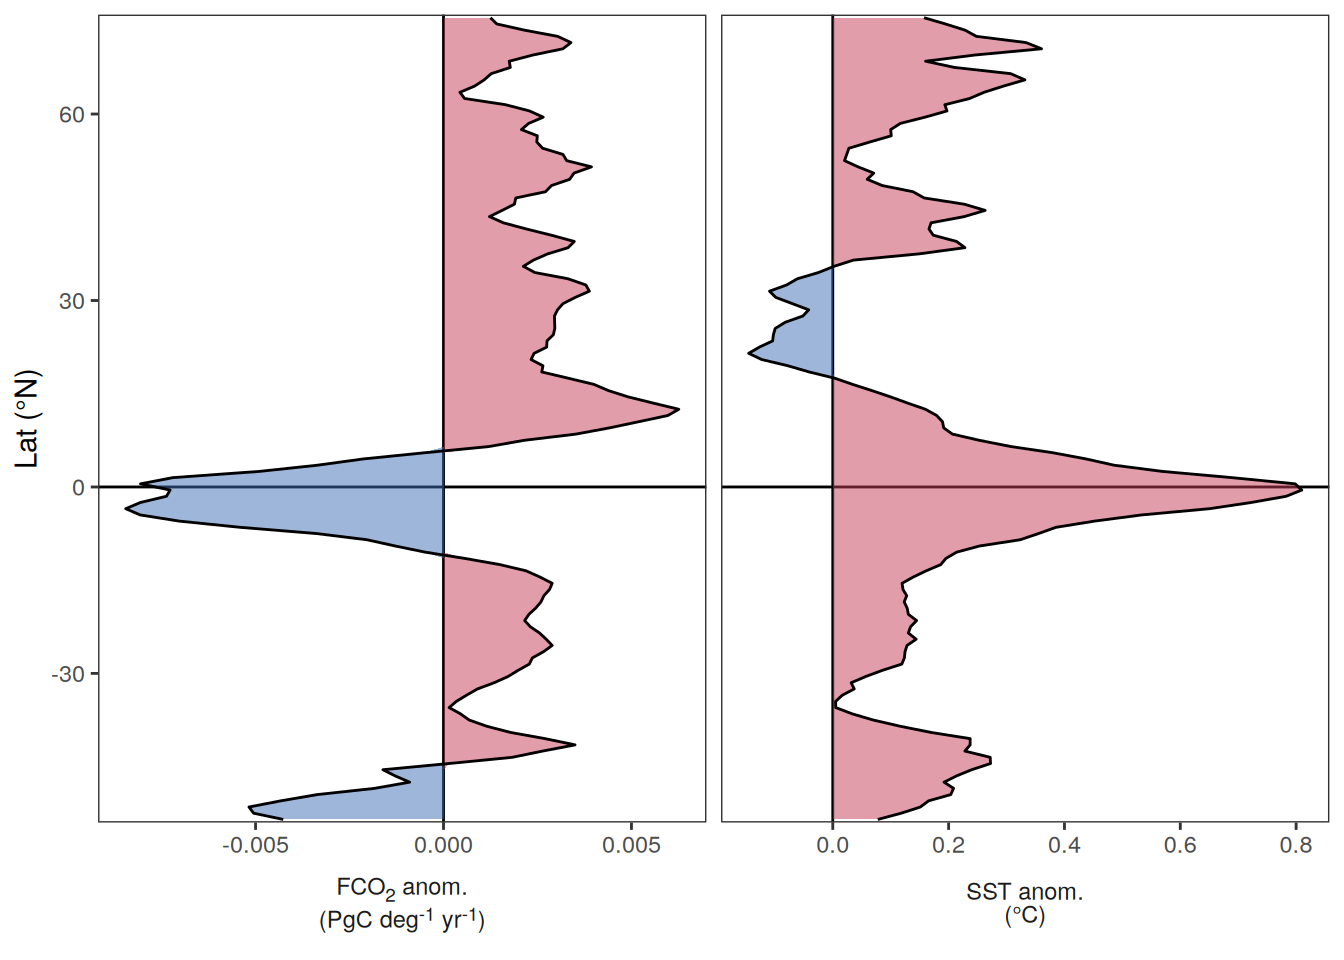 60
30
0
-30
Lat (°N)
-0.005 0.000 0.005
FCO₂ anom.
(PgC deg⁻¹ yr⁻¹)
0.0 0.2 0.4 0.6 0.8
SST anom.
(°C)